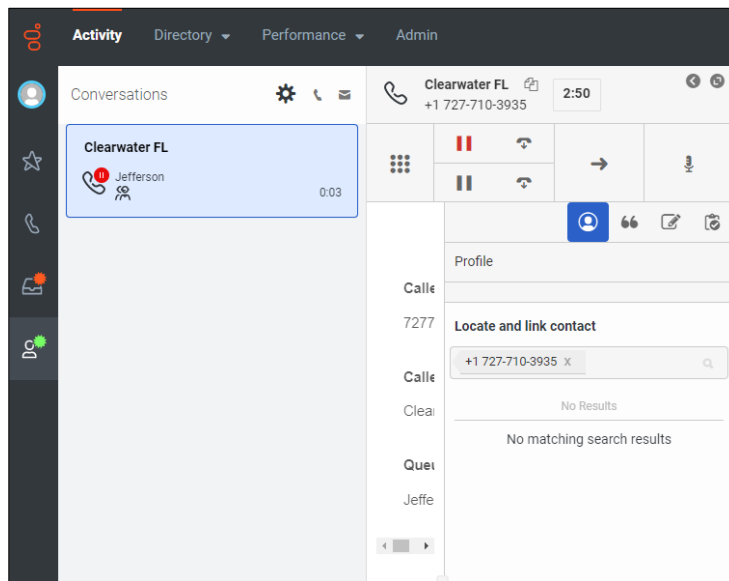 Activity Directory Performance Admin
Conversations
Clearwater FL
Jefferson
0:03
Clearwater FL
+1 727-710-3935
2:50
Calle
7277
Calle
Clear
Queu
Jeffe
Profile
Locate and link contact
+1 727-710-3935 x
No Results
No matching search results